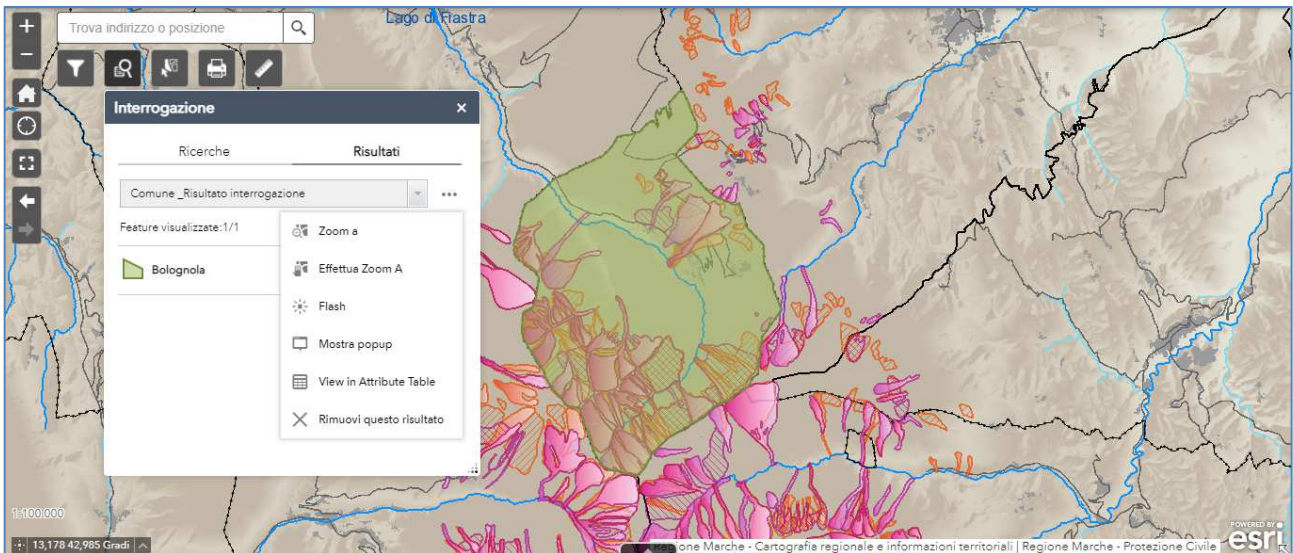 Lago di Fiastra
Trova indirizzo o posizione
Interrogazione
Ricerche
Risultati
Comune _Risultato interrogazione
Feature visualizzate:1/1
Bolognola
Zoom a
Effettua Zoom A
Flash
Mostra popup
View in Attribute Table
Rimuovi questo risultato
1:100.000
13,178 42,985 Gradi
Regione Marche - Cartografia regionale e informazioni territoriali | Regione Marche - Protezione Civile
POWERED BY
esri